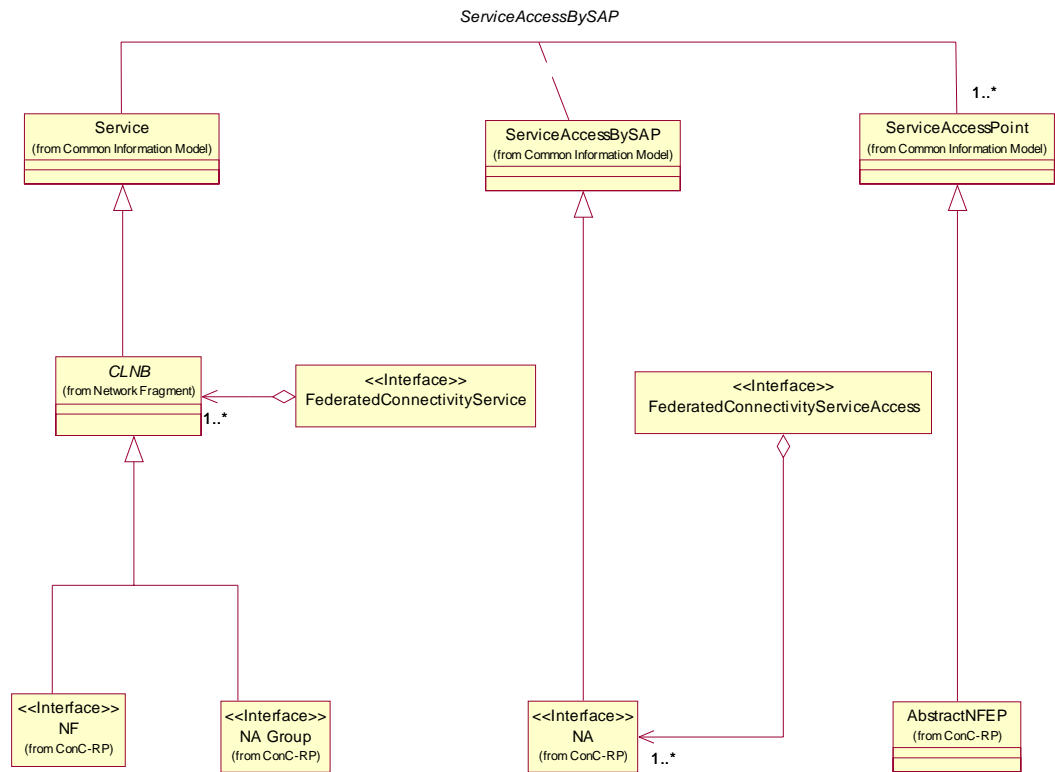 ServiceAccessBySAP
1..*
Service
(from Common Information Model)
ServiceAccessBySAP
(from Common Information Model)
ServiceAccessPoint
(from Common Information Model)
CLNB
(from Network Fragment)
1..*
<<Interface>>
FederatedConnectivityService
<<Interface>>
FederatedConnectivityServiceAccess
<<Interface>>
NF
(from ConC-RP)
<<Interface>>
NA Group
(from ConC-RP)
<<Interface>>
NA
(from ConC-RP)
1..*
AbstractNFEP
(from ConC-RP)